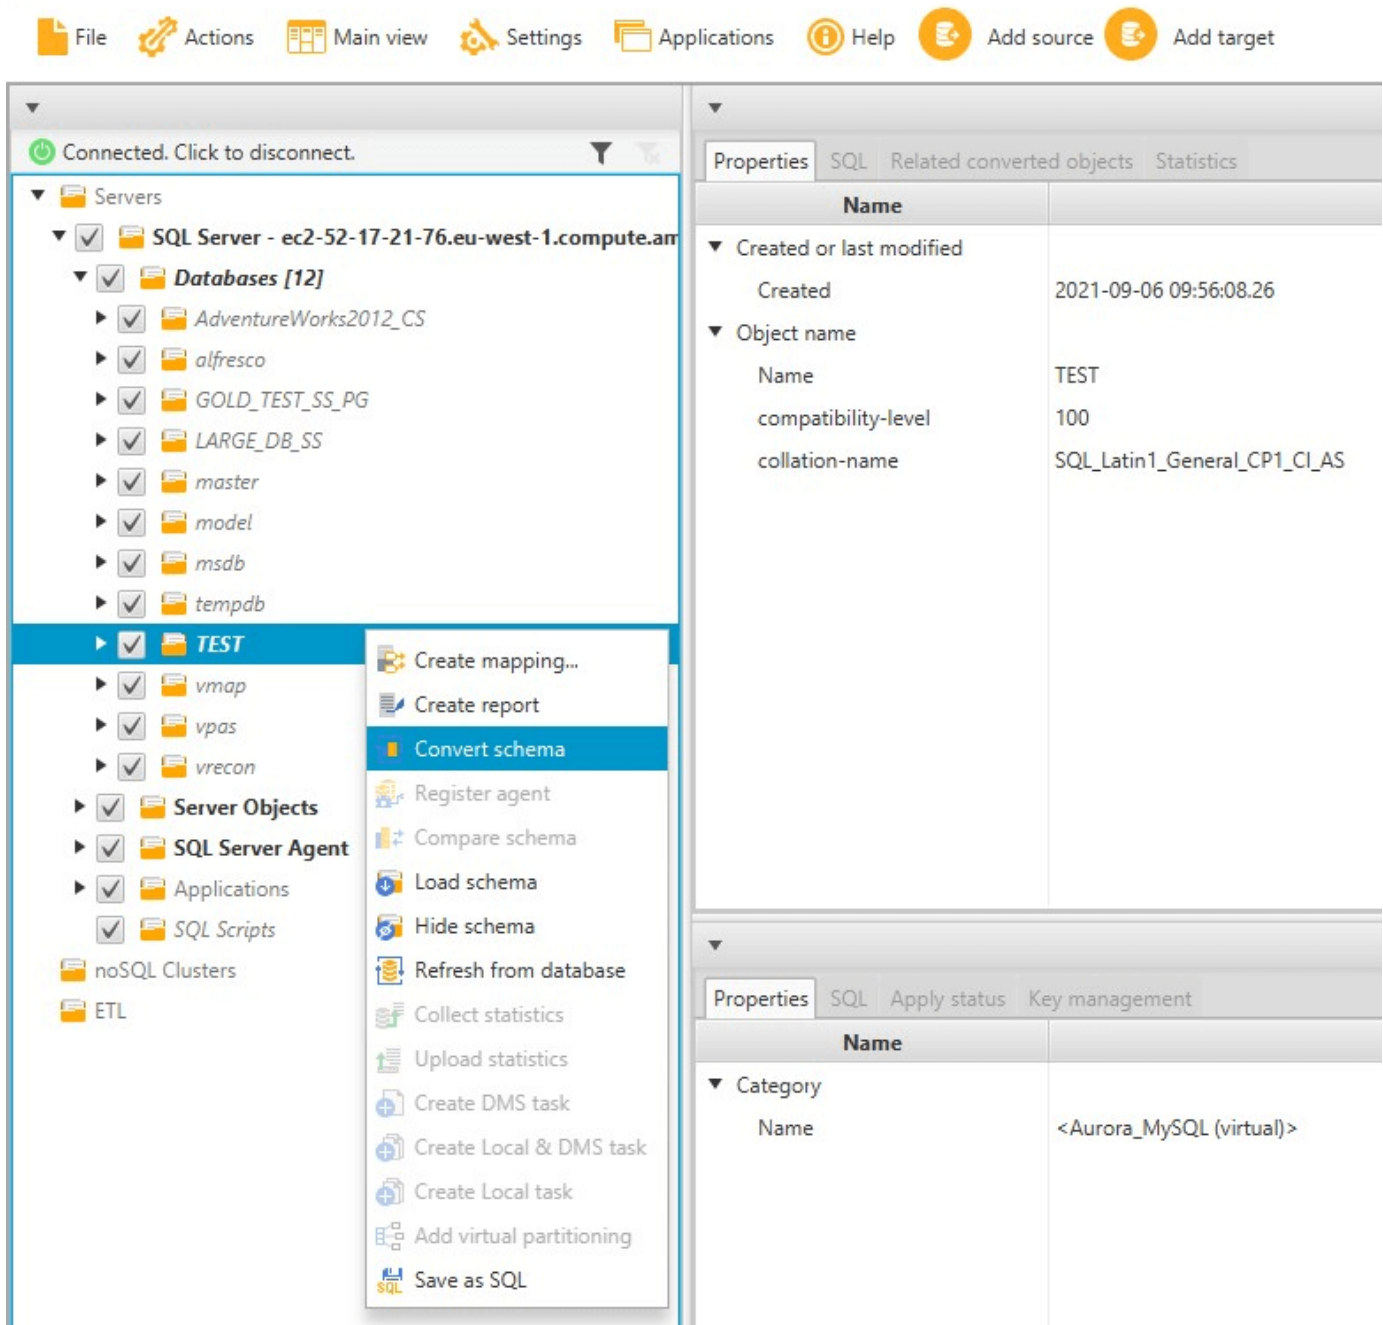 File Actions Main view Settings Applications Help Add source Add target
Connected. Click to disconnect.
Servers
SQL Server - ec2-52-17-21-76.eu-west-1.compute.am
Databases [12]
AdventureWorks2012_CS
alfresco
GOLD_TEST_SS_PG
LARGE_DB_SS
master
model
msdb
tempdb
TEST
vmap
vpas
vrecon
Server Objects
SQL Server Agent
Applications
SQL Scripts
noSQL Clusters
ETL
Create mapping...
Create report
Convert schema
Register agent
Compare schema
Load schema
Hide schema
Refresh from database
Collect statistics
Upload statistics
Create DMS task
Create Local & DMS task
Create Local task
Add virtual partitioning
SQL Save as SQL
Properties SQL Related converted objects Statistics
Name
Created or last modified
Created 2021-09-06 09:56:08.26
Object name
Name TEST
compatibility-level 100
collation-name SQL_Latin1_General_CP1_CI_AS
Properties SQL Apply status Key management
Name
Category
Name <Aurora_MySQL (virtual)>